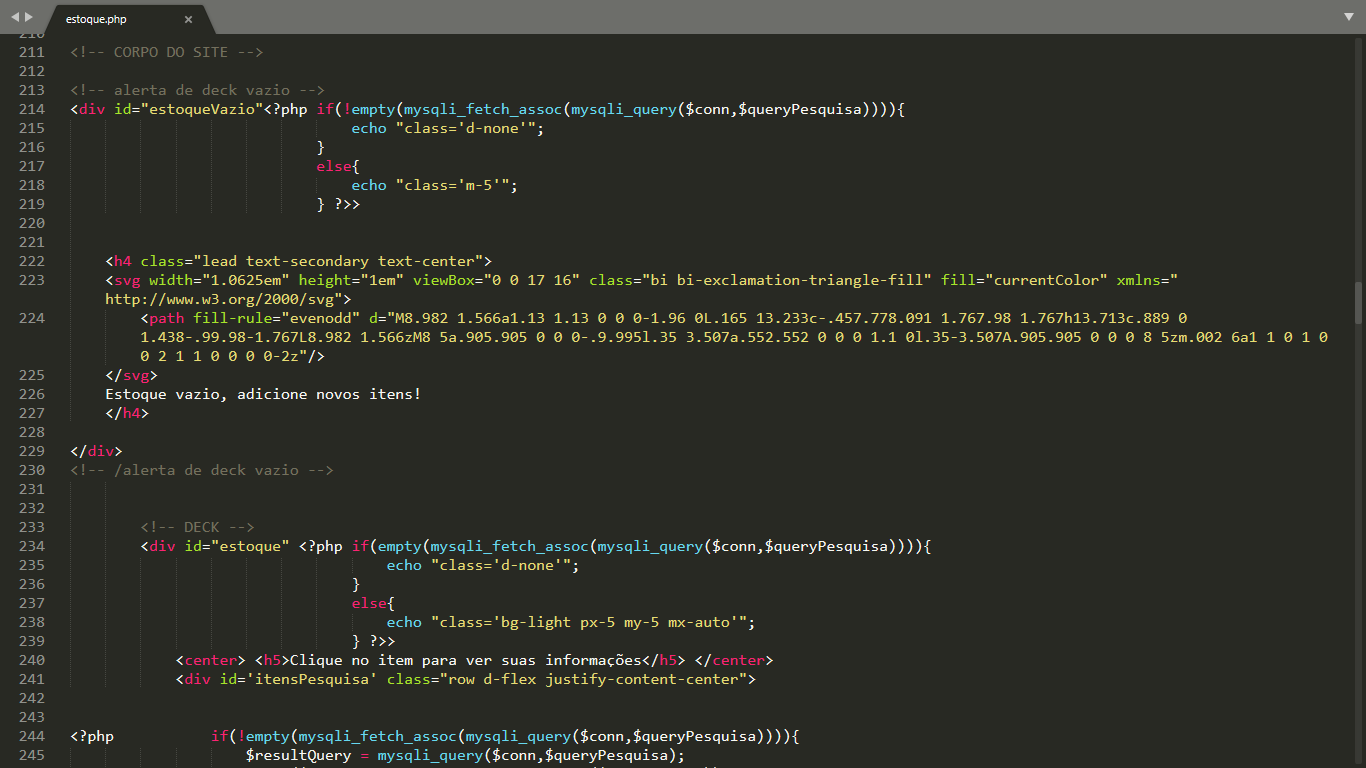 estoque.php ×
210
211 <!-- CORPO DO SITE -->
212
213 <!-- alerta de deck vazio -->
214 <div id="estoqueVazio"<?php if(!empty(mysqli_fetch_assoc(mysqli_query($conn,$queryPesquisa)))){
215 echo "class='d-none'";
216 }
217 else{
218 echo "class='m-5'";
219 } ?>>
220
221
222 <h4 class="lead text-secondary text-center">
223 <svg width="1.0625em" height="1em" viewBox="0 0 17 16" class="bi bi-exclamation-triangle-fill" fill="currentColor" xmlns="
http://www.w3.org/2000/svg">
224 <path fill-rule="evenodd" d="M8.982 1.566a1.13 1.13 0 0 0-1.96 0L.165 13.233c-.457.778.091 1.767.98 1.767h13.713c.889 0
1.438-.99.98-1.767L8.982 1.566zM8 5a.905.905 0 0 0-.9.995l.35 3.507a.552.552 0 0 0 1.1 0l.35-3.507A.905.905 0 0 0 8 5zm.002 6a1 1 0 1 0
0 2 1 1 0 0 0 0-2z"/>
225 </svg>
226 Estoque vazio, adicione novos itens!
227 </h4>
228
229 </div>
230 <!-- /alerta de deck vazio -->
231
232
233 <!-- DECK -->
234 <div id="estoque" <?php if(empty(mysqli_fetch_assoc(mysqli_query($conn,$queryPesquisa)))){
235 echo "class='d-none'";
236 }
237 else{
238 echo "class='bg-light px-5 my-5 mx-auto'";
239 } ?>>
240 <center> <h5>Clique no item para ver suas informações</h5> </center>
241 <div id='itensPesquisa' class="row d-flex justify-content-center">
242
243
244 <?php if(!empty(mysqli_fetch_assoc(mysqli_query($conn,$queryPesquisa)))){
245 $resultQuery = mysqli_query($conn,$queryPesquisa);